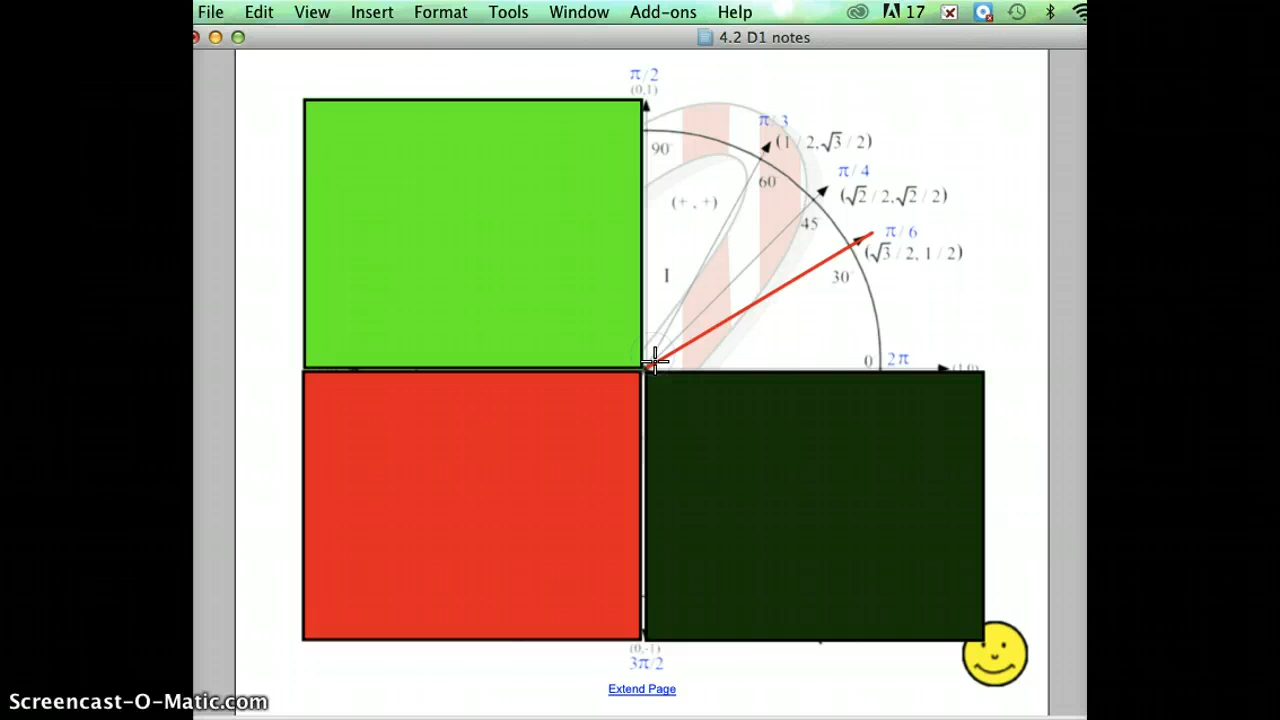 File Edit View Insert Format Tools Window Add-ons Help 17
4.2 D1 notes
π/2
(0,1)
π/3
(1/2,√3/2)
90°
π/4
60°
(√2/2,√2/2)
(+,+)
45°
π/6
(√3/2, 1/2)
I
30°
0 2π
(0,-1)
3π/2
Extend Page
Screencast-O-Matic.com